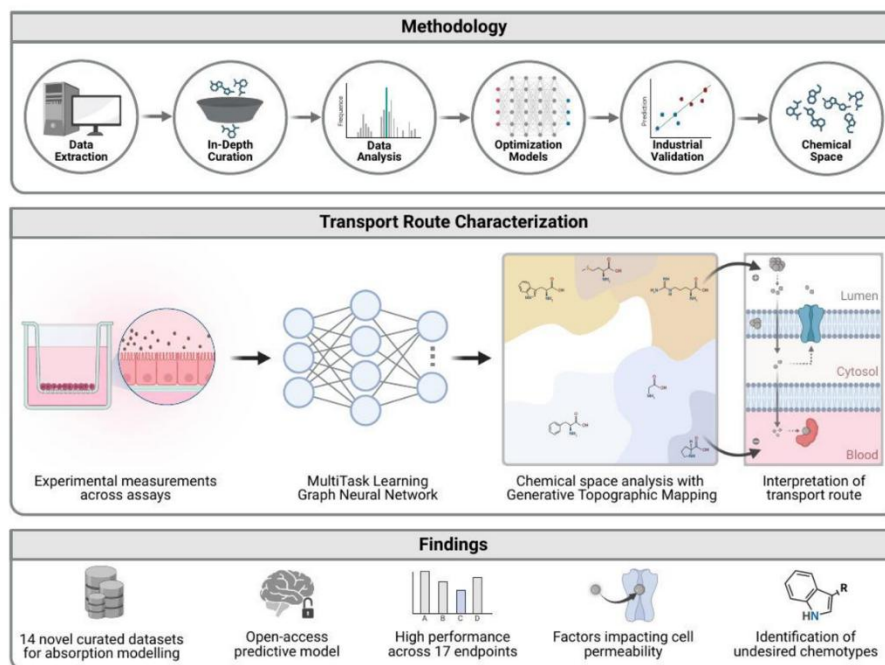 Methodology
Data
Extraction
In-Depth
Curation
Frequence
Data
Analysis
Optimization
Models
Prediction
Industrial
Validation
Chemical
Space
Transport Route Characterization
Lumen
Cytosol
Blood
Experimental measurements
across assays
MultiTask Learning
Graph Neural Network
Chemical space analysis with
Generative Topographic Mapping
Interpretation of
transport route
Findings
14 novel curated datasets
for absorption modelling
Open-access
predictive model
A B C D
High performance
across 17 endpoints
Factors impacting cell
permeability
R
HN
Identification of
undesired chemotypes